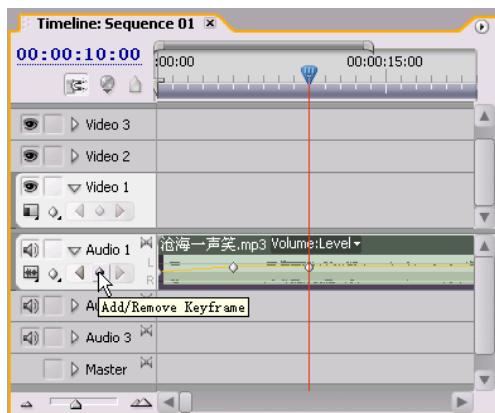 Timeline: Sequence 01
00:00:10:00
:00:00
00:00:15:00
Video 3
Video 2
Video 1
Audio 1
沧海一声笑.mp3 Volume:Level
L
R
Add/Remove Keyframe
Audio 3
Master